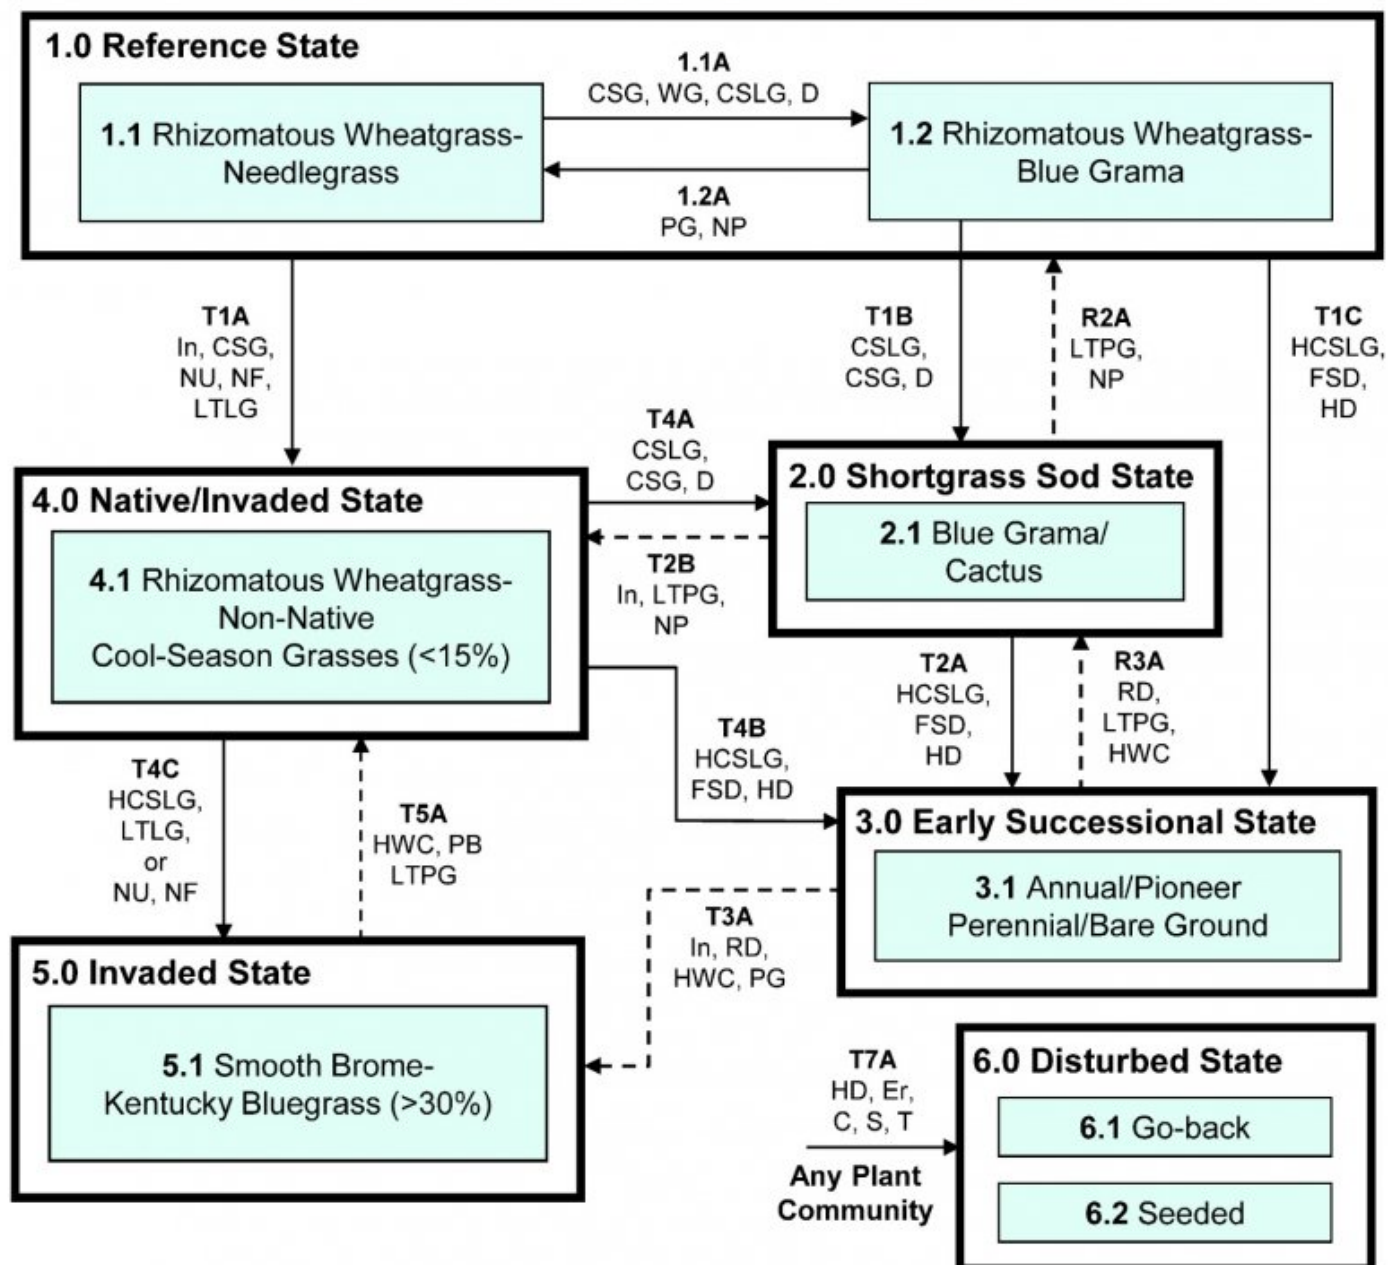 1.0 Reference State
1.1A
CSG, WG, CSLG, D
1.1 Rhizomatous Wheatgrass-
Needlegrass
1.2 Rhizomatous Wheatgrass-
Blue Grama
1.2A
PG, NP
T1A
In, CSG,
NU, NF,
LTLG
T1B
CSLG,
CSG, D
R2A
LTPG,
NP
T1C
HCSLG,
FSD,
HD
T4A
CSLG,
CSG, D
4.0 Native/Invaded State
4.1 Rhizomatous Wheatgrass-
Non-Native
Cool-Season Grasses (<15%)
2.0 Shortgrass Sod State
2.1 Blue Grama/
Cactus
T2B
In, LTPG,
NP
T2A
HCSLG,
FSD,
HD
R3A
RD,
LTPG,
HWC
T4B
HCSLG,
FSD, HD
T4C
HCSLG,
LTLG,
or
NU, NF
T5A
HWC, PB
LTPG
3.0 Early Successional State
3.1 Annual/Pioneer
Perennial/Bare Ground
T3A
In, RD,
HWC, PG
5.0 Invaded State
5.1 Smooth Brome-
Kentucky Bluegrass (>30%)
T7A
HD, Er,
C, S, T
Any Plant
Community
6.0 Disturbed State
6.1 Go-back
6.2 Seeded